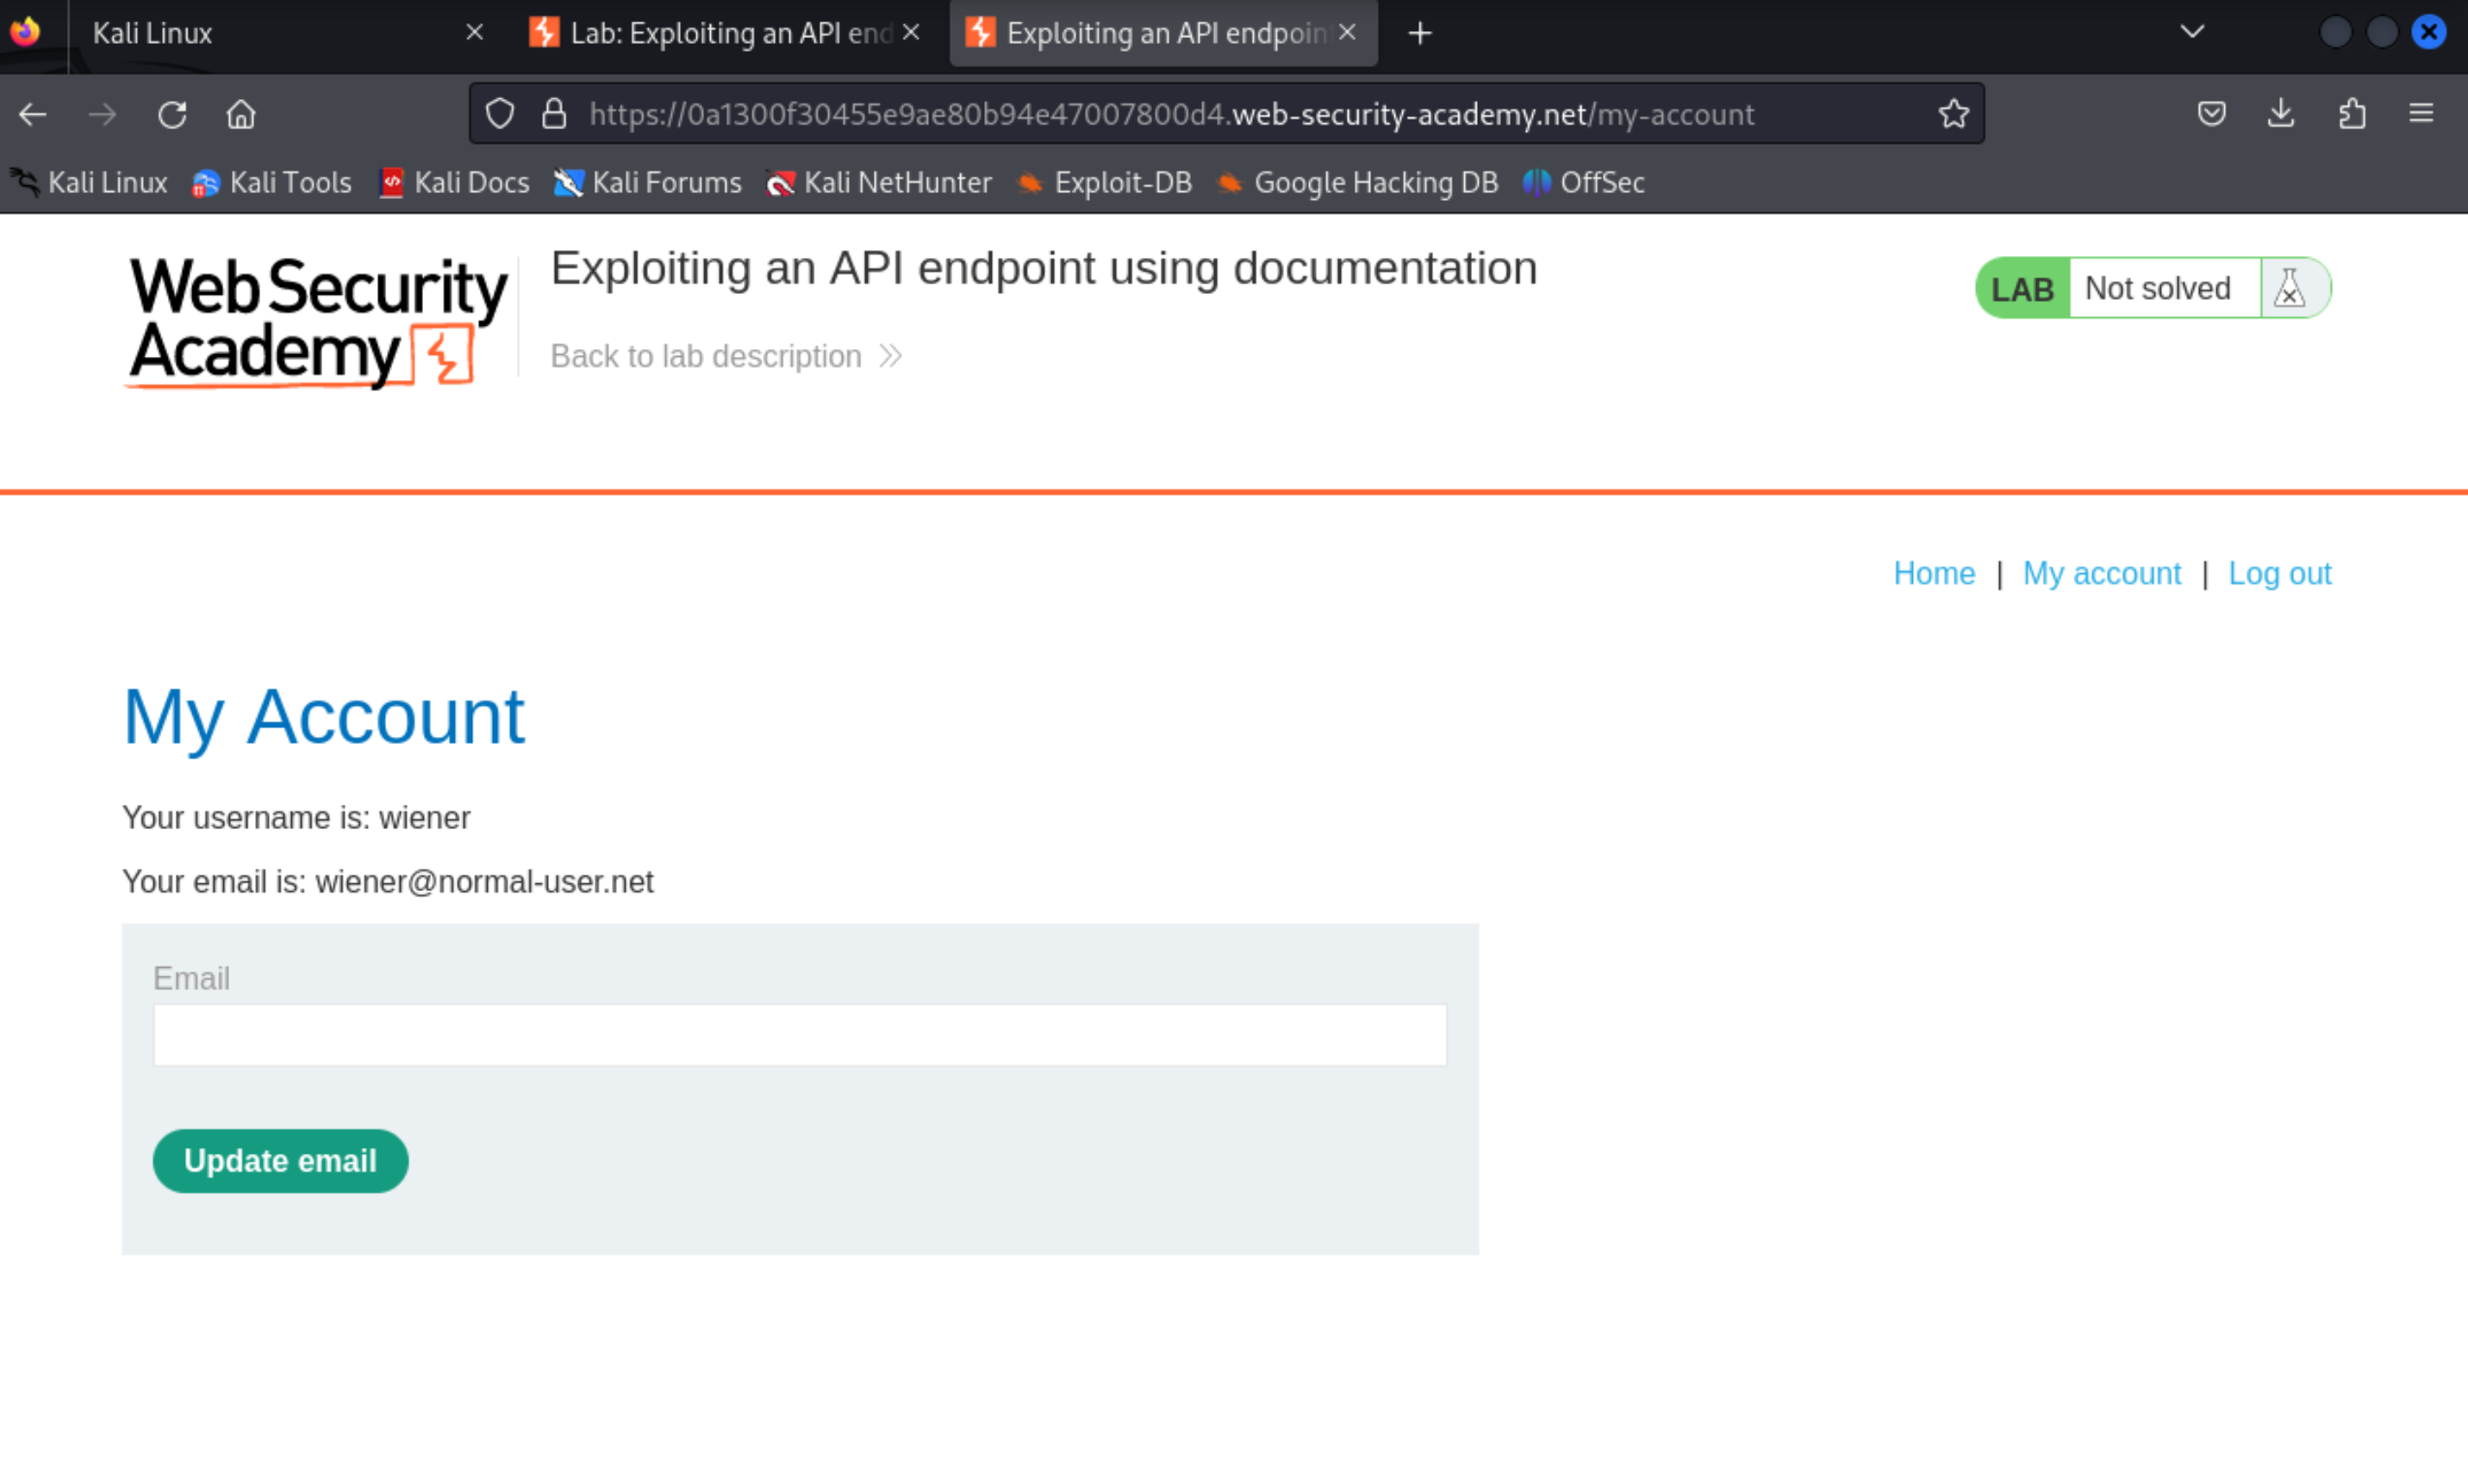 Kali Linux
Lab: Exploiting an API end
Exploiting an API endpoin
https://0a1300f30455e9ae80b94e47007800d4.web-security-academy.net/my-account
Kali Linux Kali Tools Kali Docs Kali Forums Kali NetHunter Exploit-DB Google Hacking DB OffSec
Web Security
Academy
Exploiting an API endpoint using documentation
Back to lab description
LAB Not solved
Home | My account | Log out
My Account
Your username is: wiener
Your email is: wiener@normal-user.net
Email
Update email